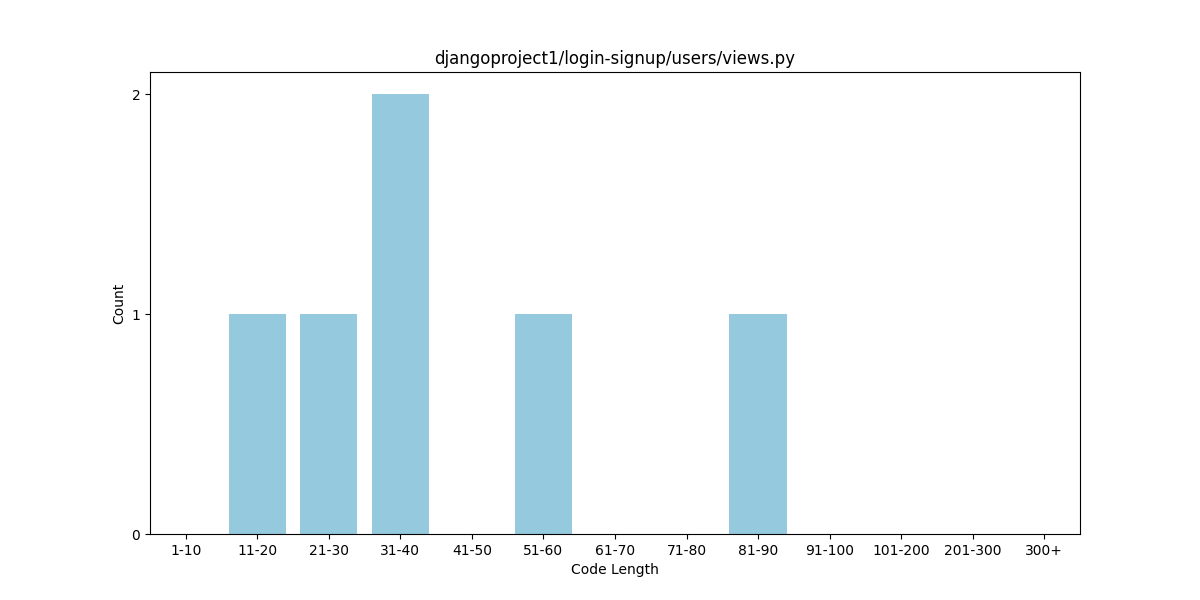 djangoproject1/login-signup/users/views.py
Count
2
1
0
1-10 11-20 21-30 31-40 41-50 51-60 61-70 71-80 81-90 91-100 101-200 201-300 300+
Code Length